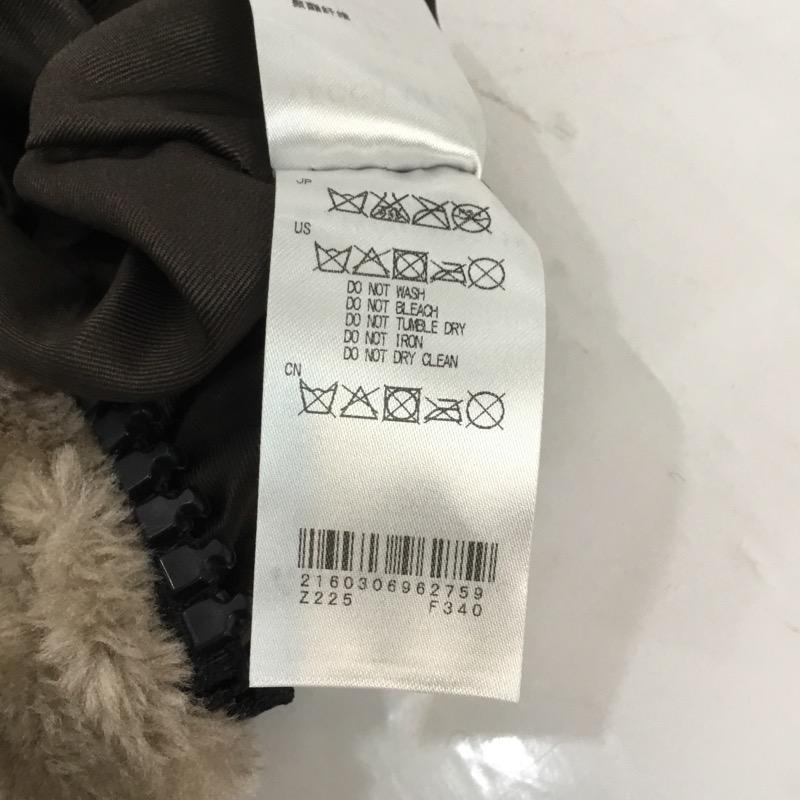 JP
US
DO NOT WASH
DO NOT BLEACH
DO NOT TUMBLE DRY
DO NOT IRON
DO NOT DRY CLEAN
CN
2160306962759
Z225 F340